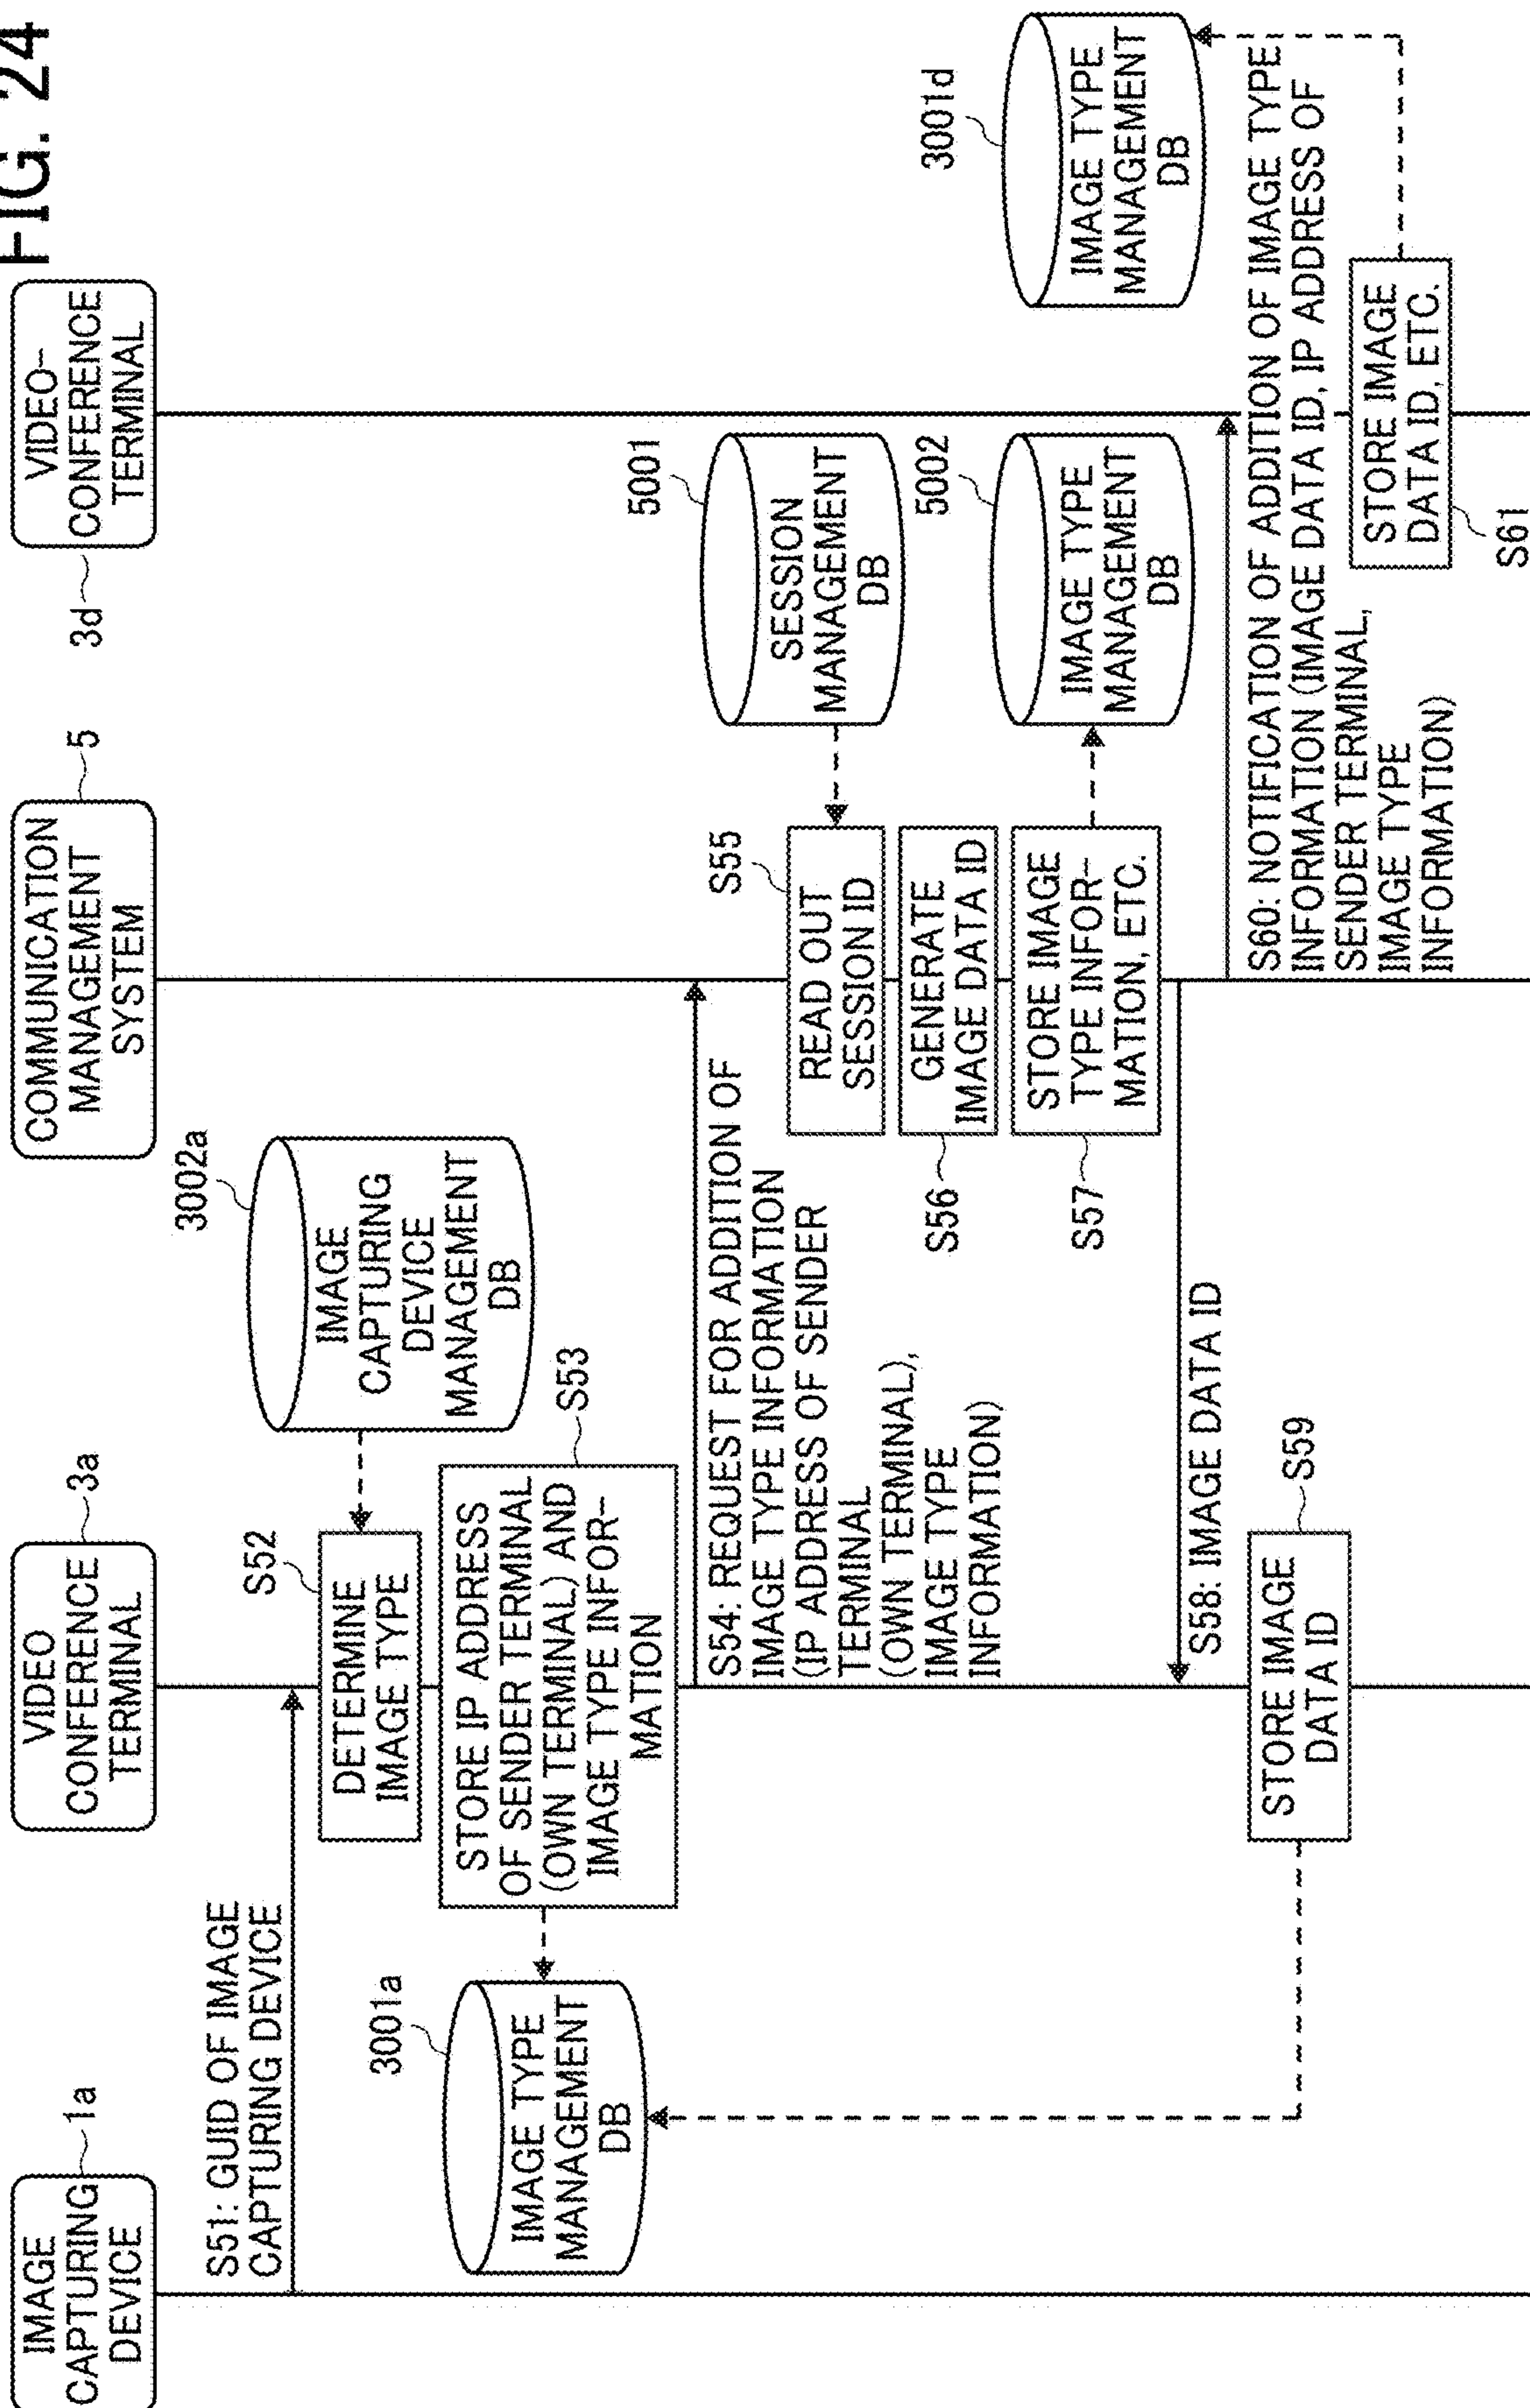 FIG. 24
IMAGE
CAPTURING
DEVICE
1a
VIDEO
CONFERENCE
TERMINAL
3a
COMMUNICATION
MANAGEMENT
SYSTEM
5
VIDEO-
CONFERENCE
TERMINAL
3d
S51: GUID OF IMAGE
CAPTURING DEVICE
S52
DETERMINE
IMAGE TYPE
3002a
IMAGE
CAPTURING
DEVICE
MANAGEMENT
DB
S53
STORE IP ADDRESS
OF SENDER TERMINAL
(OWN TERMINAL) AND
IMAGE TYPE INFOR-
MATION
3001a
IMAGE TYPE
MANAGEMENT
DB
S54: REQUEST FOR ADDITION OF
IMAGE TYPE INFORMATION
(IP ADDRESS OF SENDER
TERMINAL
(OWN TERMINAL),
IMAGE TYPE
INFORMATION)
S55
READ OUT
SESSION ID
5001
SESSION
MANAGEMENT
DB
S56
GENERATE
IMAGE DATA ID
S57
STORE IMAGE
TYPE INFOR-
MATION, ETC.
5002
IMAGE TYPE
MANAGEMENT
DB
S58: IMAGE DATA ID
S59
STORE IMAGE
DATA ID
S60: NOTIFICATION OF ADDITION OF IMAGE TYPE
INFORMATION (IMAGE DATA ID, IP ADDRESS OF
SENDER TERMINAL,
IMAGE TYPE
INFORMATION)
3001d
IMAGE TYPE
MANAGEMENT
DB
STORE IMAGE
DATA ID, ETC.
S61